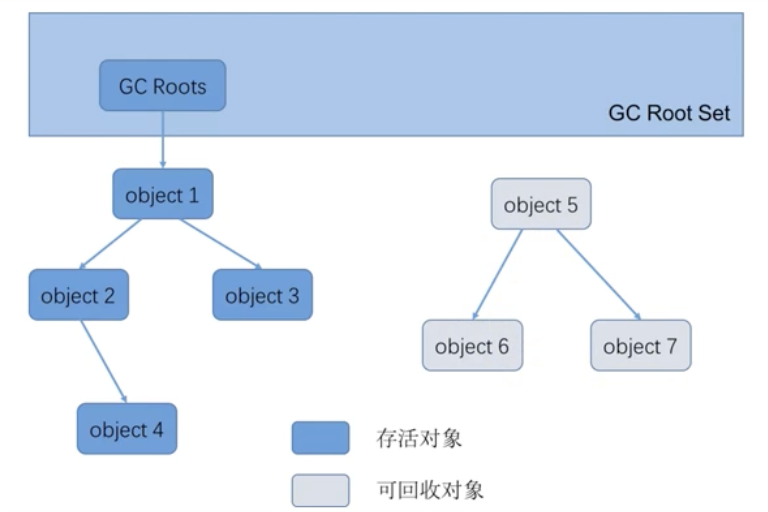 GC Roots
GC Root Set
object 1
object 5
object 2
object 3
object 6
object 7
object 4
存活对象
可回收对象